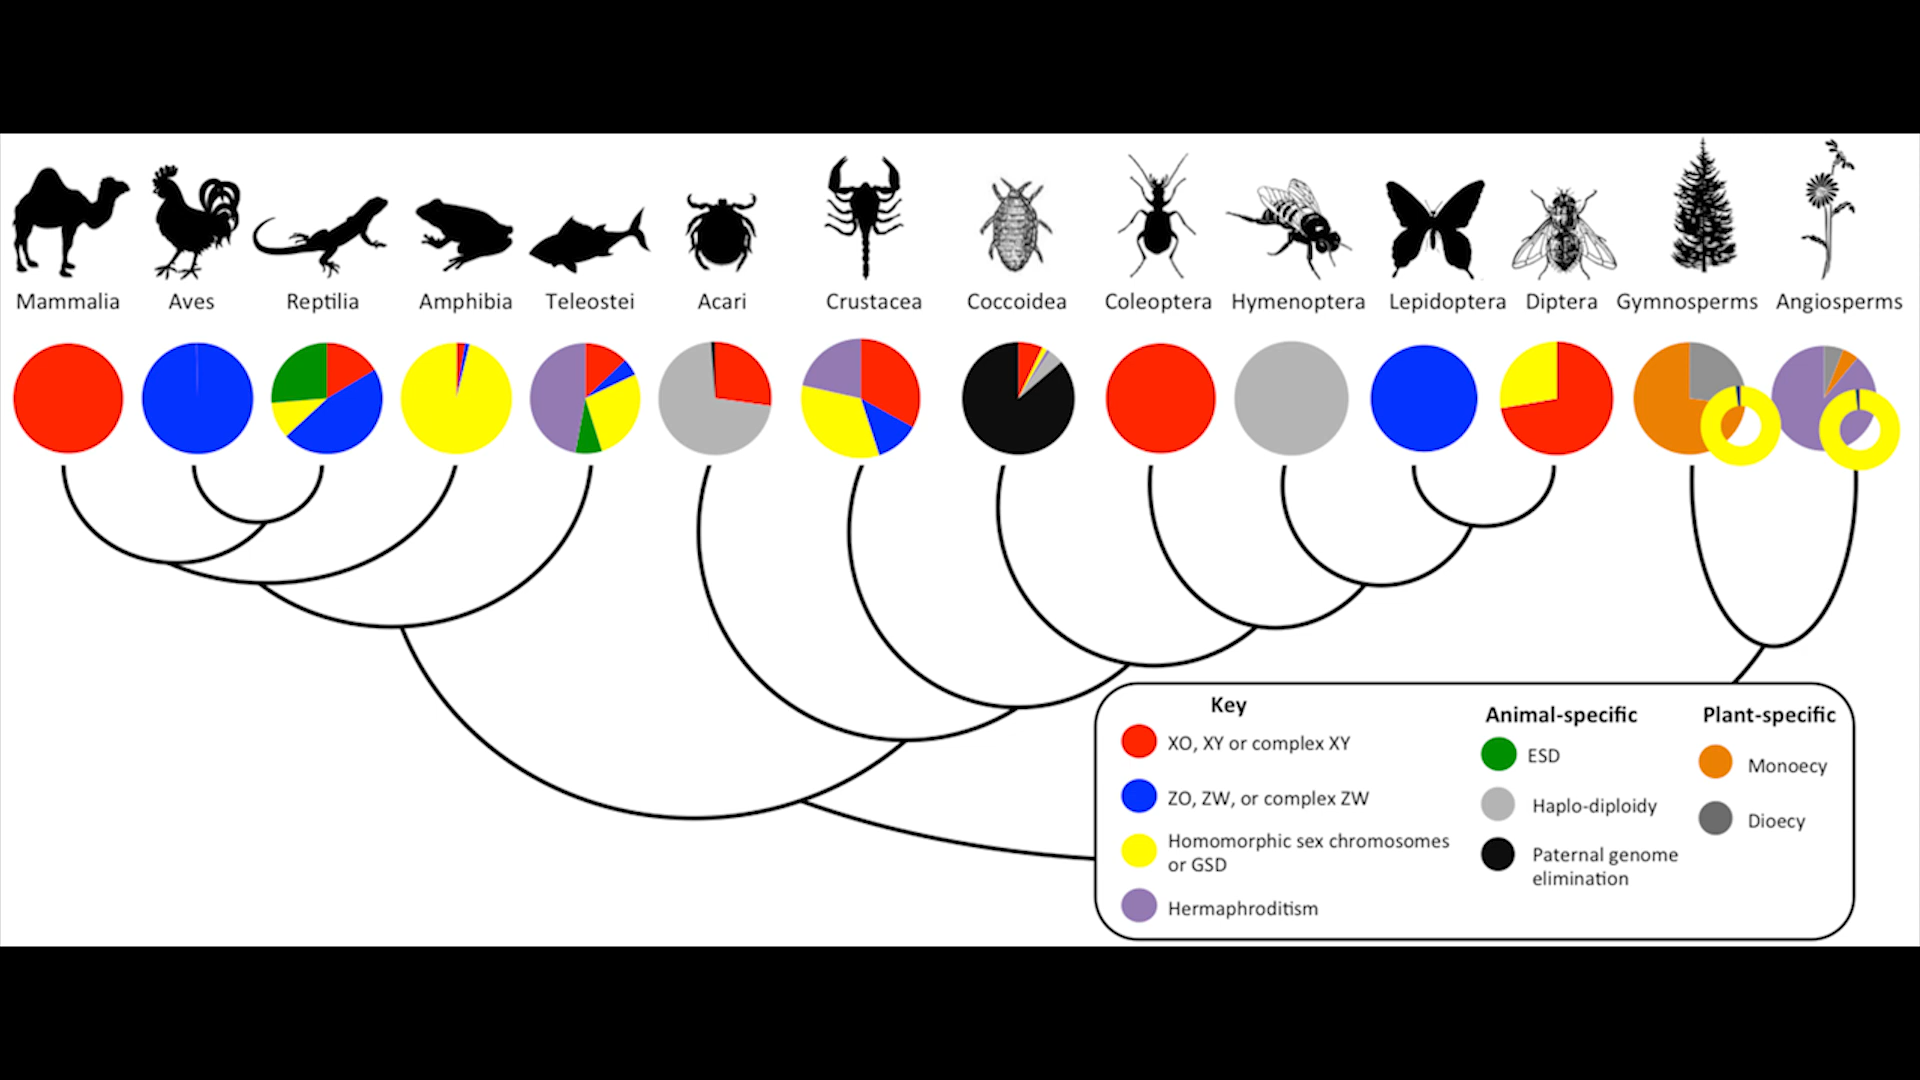 Mammalia
Aves
Reptilia
Amphibia
Teleostei
Acari
Crustacea
Coccoidea
Coleoptera
Hymenoptera
Lepidoptera
Diptera
Gymnosperms
Angiosperms
Key
XO, XY or complex XY
ZO, ZW, or complex ZW
Homomorphic sex chromosomes
or GSD
Hermaphroditism
Animal-specific
ESD
Haplo-diploidy
Paternal genome
elimination
Plant-specific
Monoecy
Dioecy